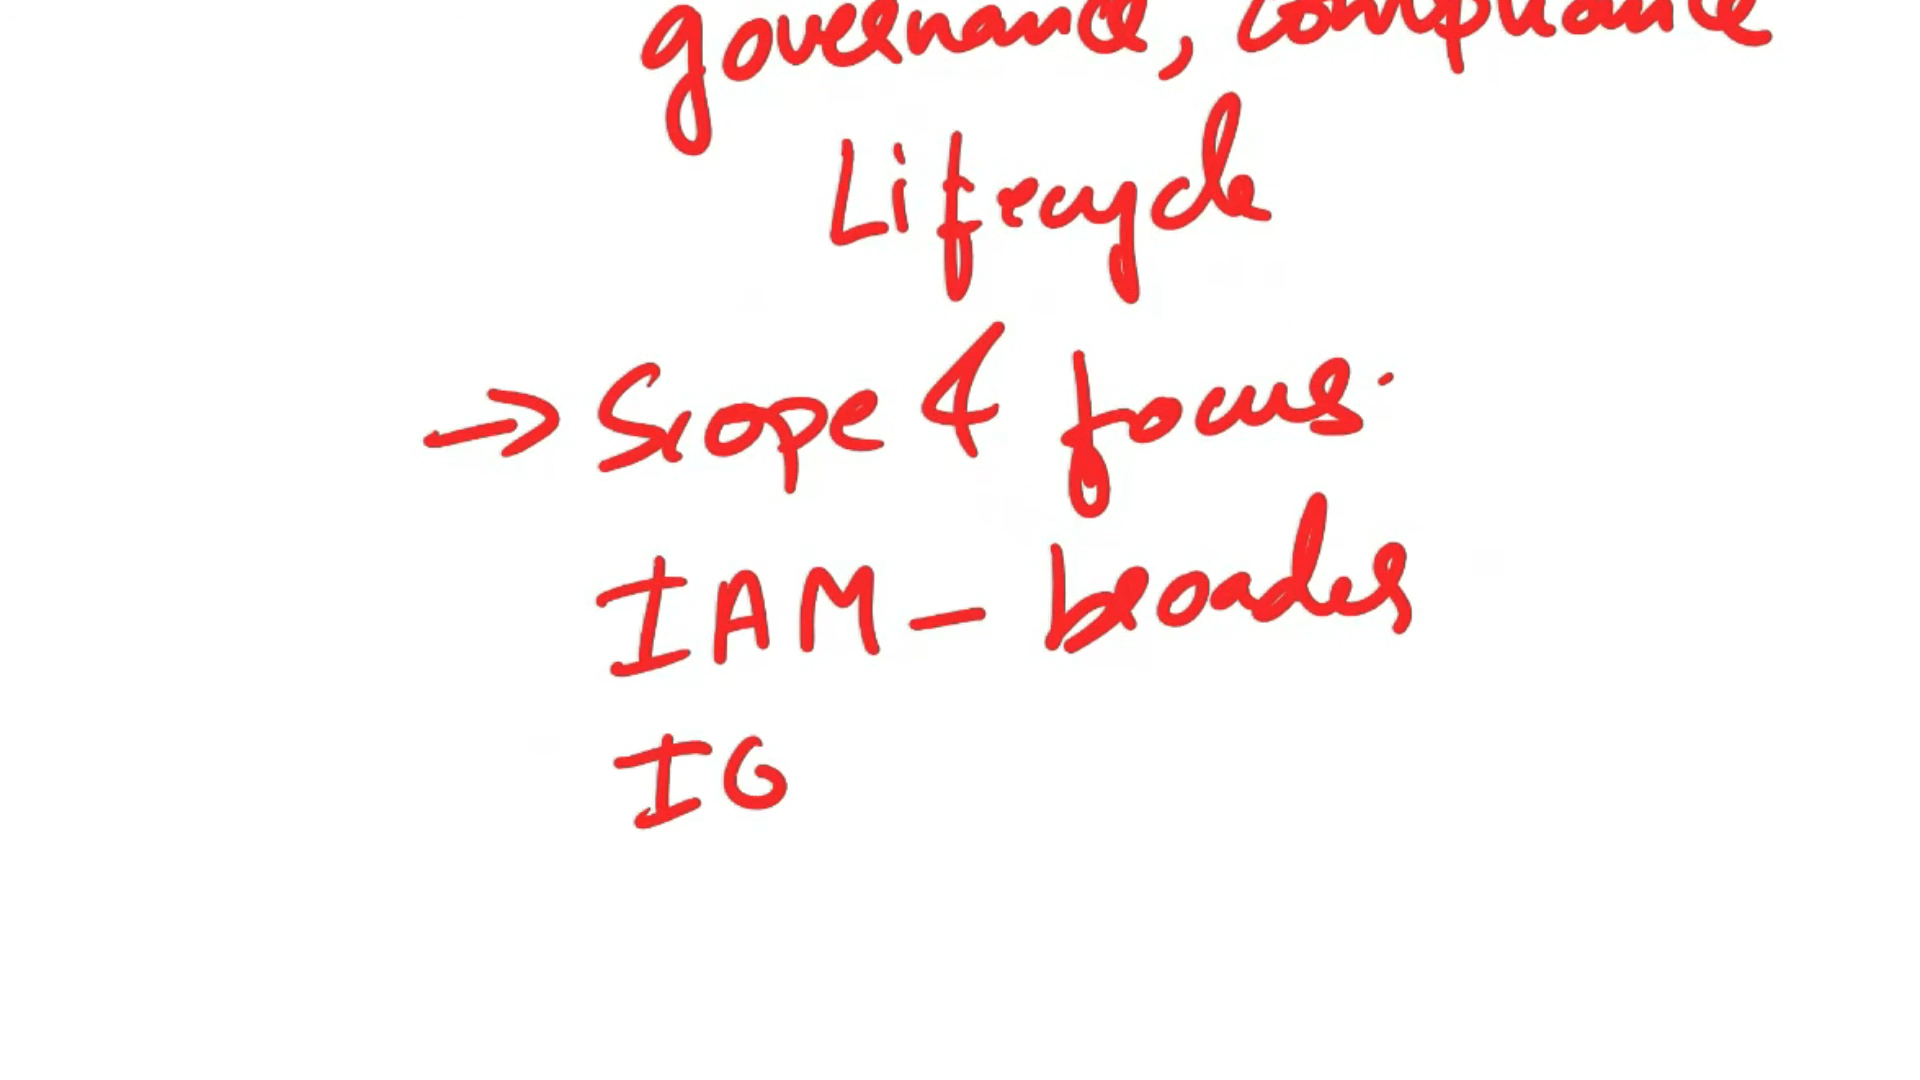 governance, compliance
Lifecycle
→ Scope & focus.
IAM - broader
IG